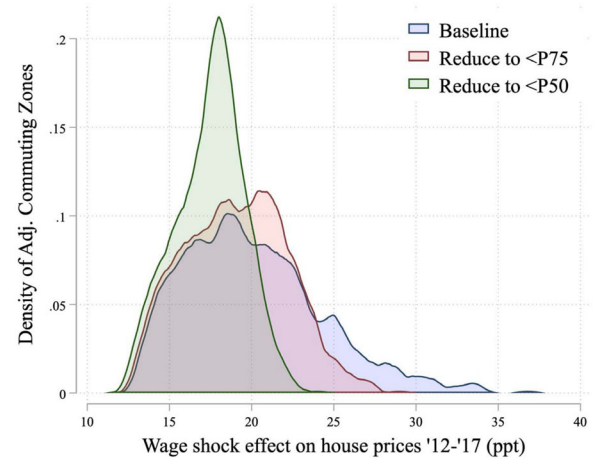 Baseline
Reduce to <P75
Reduce to <P50
Density of Adj. Commuting Zones
.2
.15
.1
.05
0
10 15 20 25 30 35 40
Wage shock effect on house prices '12-'17 (ppt)